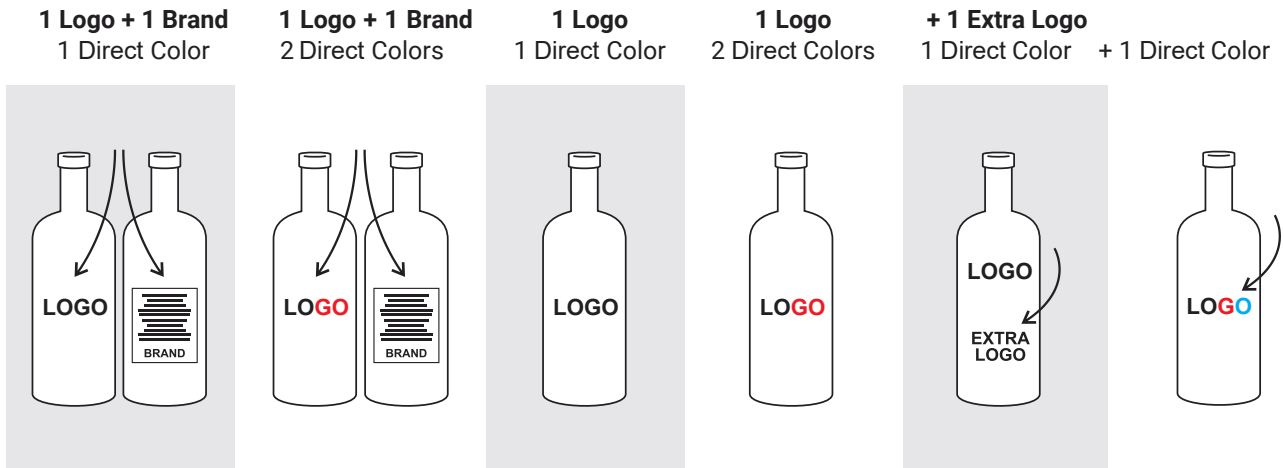 1 Logo + 1 Brand
1 Direct Color
1 Logo + 1 Brand
2 Direct Colors
1 Logo
1 Direct Color
1 Logo
2 Direct Colors
+ 1 Extra Logo
1 Direct Color
+ 1 Direct Color
LOGO
BRAND
LOGO
BRAND
LOGO
LOGO
LOGO
EXTRA
LOGO
LOGO